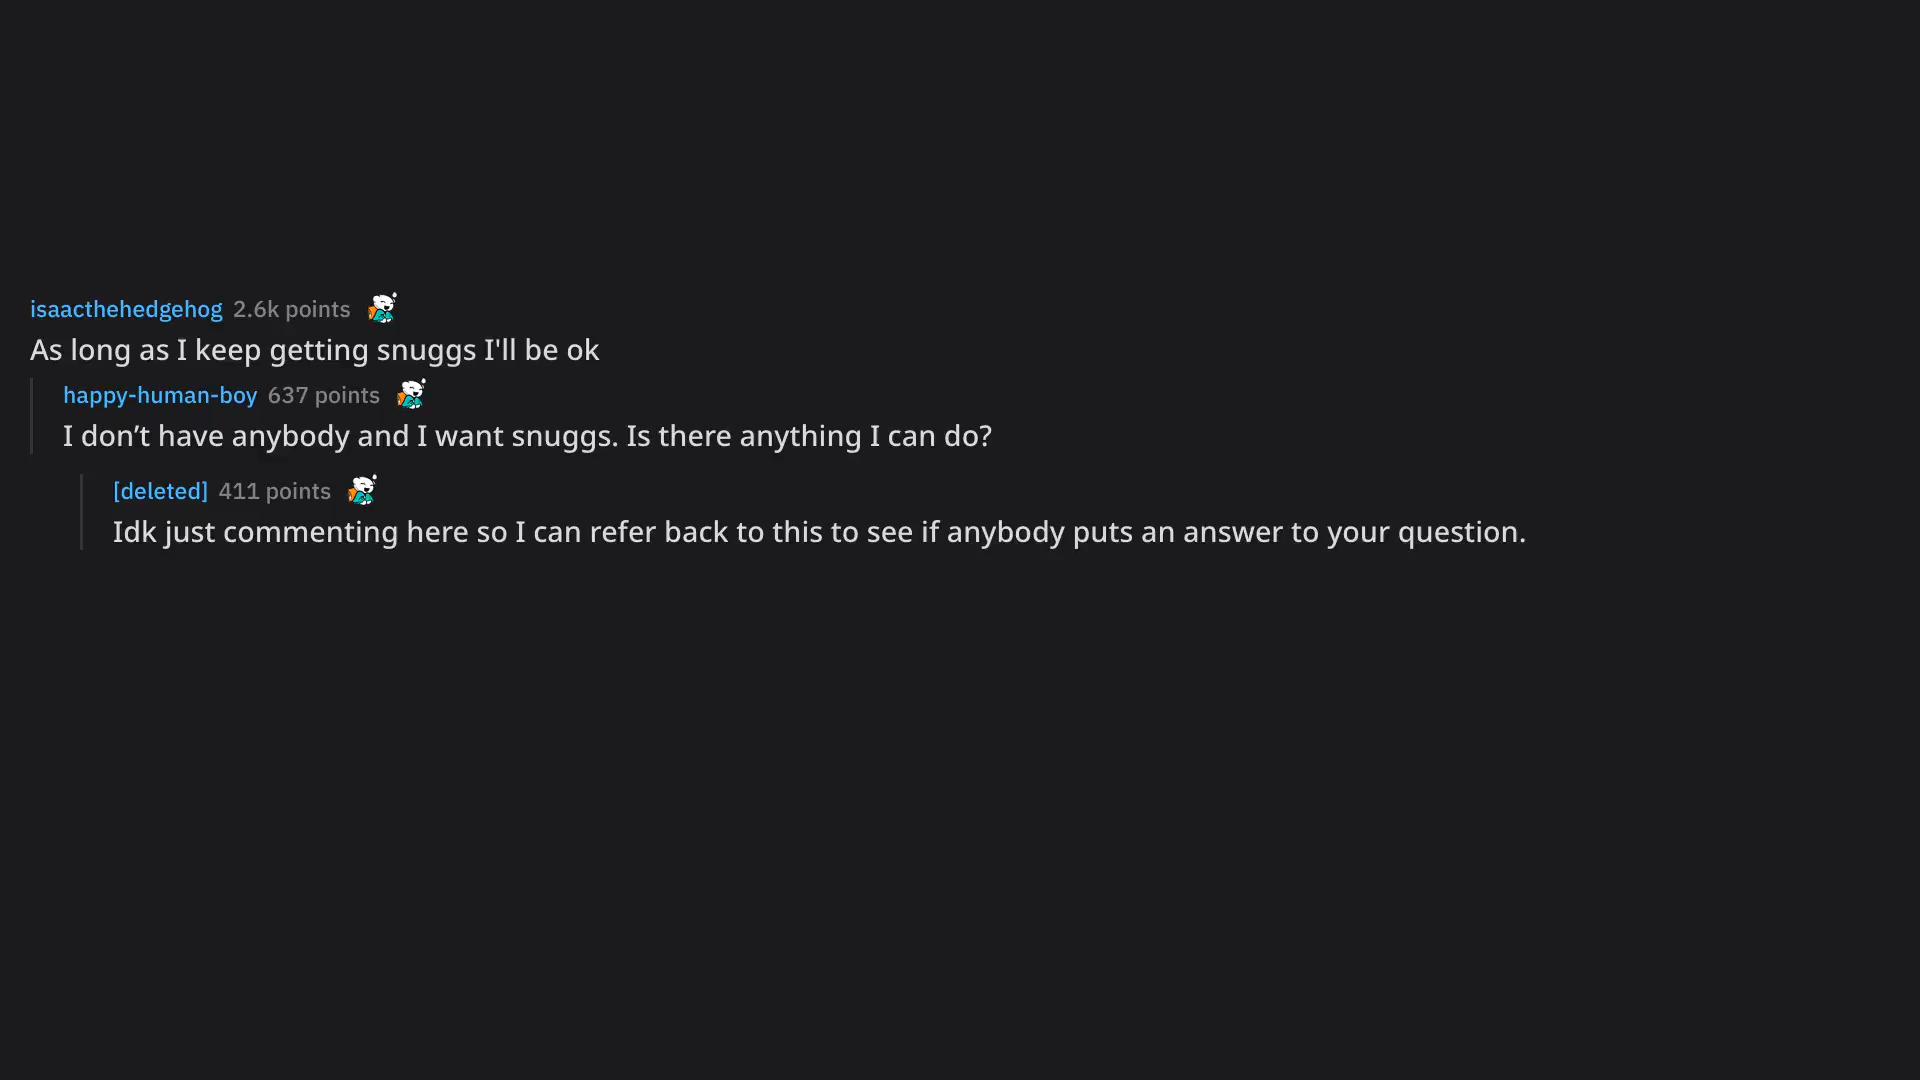 isaacthehedgehog 2.6k points
As long as I keep getting snuggs I'll be ok
happy-human-boy 637 points
I don’t have anybody and I want snuggs. Is there anything I can do?
[deleted] 411 points
Idk just commenting here so I can refer back to this to see if anybody puts an answer to your question.